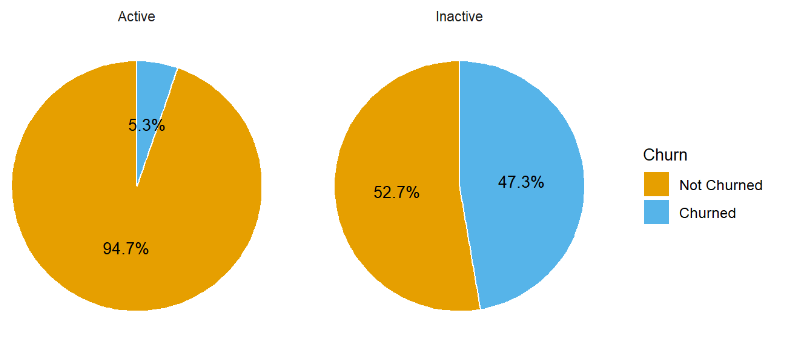 Active
Inactive
5.3%
94.7%
52.7%
47.3%
Churn
Not Churned
Churned